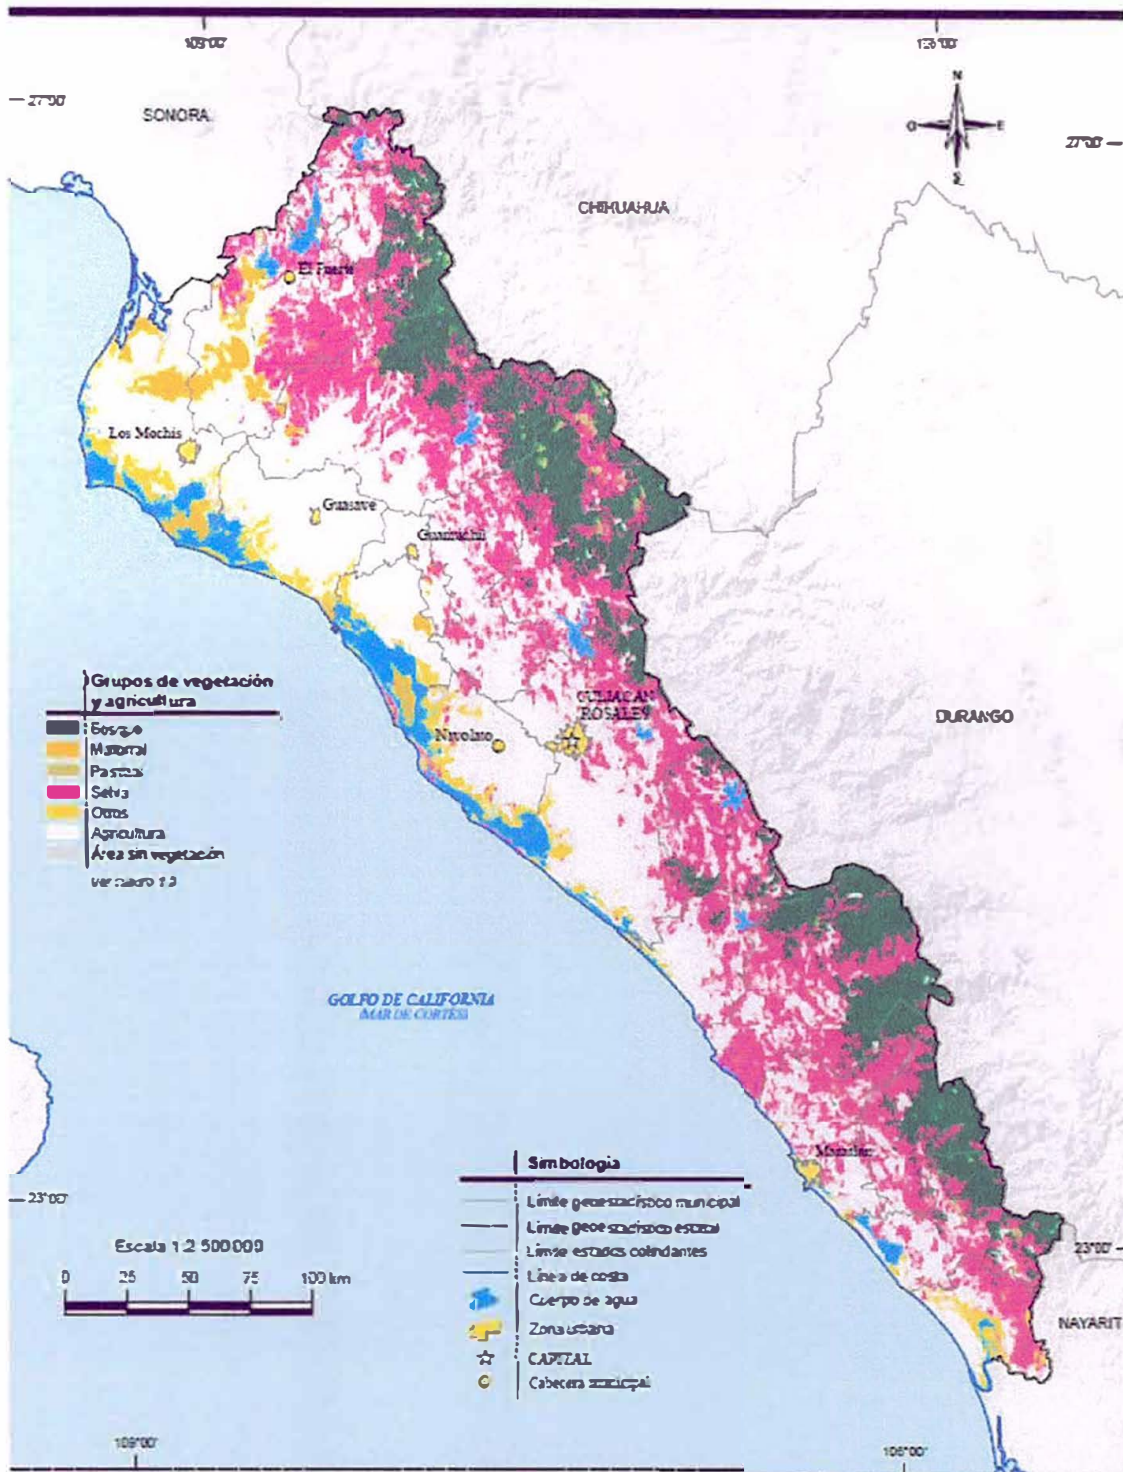 109°00'
27°00'
SONORA
N
O
E
S
27°00'
CHIHUAHUA
El Fuerte
Los Mochis
Guasave
Guamúchil
Grupos de vegetación
y agricultura
Bosque
Matorral
Pastizal
Selva
Otros
Agricultura
Área sin vegetación
CULIACÁN
ROSALES
Navolato
DURANGO
GOLFO DE CALIFORNIA
(MAR DE CORTÉS)
Mazatlán
Simbología
Límite geoestadístico municipal
Límite geoestadístico estatal
Límite estados colindantes
Línea de costa
Cuerpo de agua
Zona urbana
CAPITAL
Cabecera municipal
23°00'
Escala 1:2 500 000
0 25 50 75 100 km
23°00'
NAYARIT
109°00'
106°00'